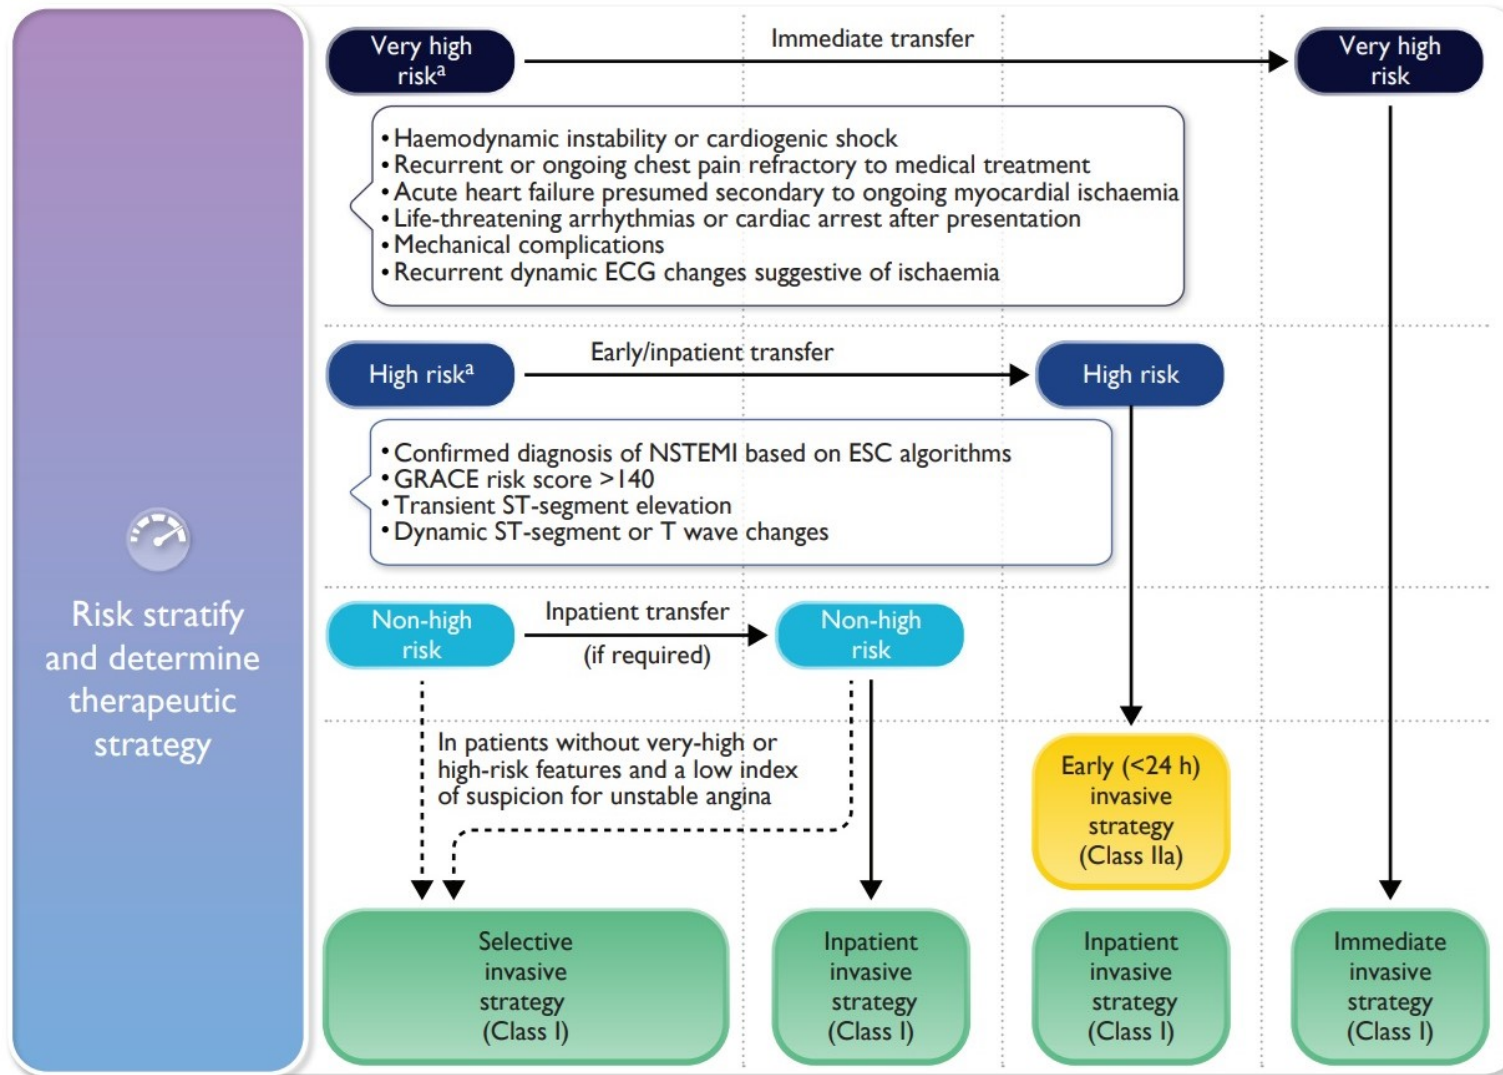 Risk stratify
and determine
therapeutic
strategy
Very high
riskᵃ
Immediate transfer
Very high
risk
• Haemodynamic instability or cardiogenic shock
• Recurrent or ongoing chest pain refractory to medical treatment
• Acute heart failure presumed secondary to ongoing myocardial ischaemia
• Life-threatening arrhythmias or cardiac arrest after presentation
• Mechanical complications
• Recurrent dynamic ECG changes suggestive of ischaemia
High riskᵃ
Early/inpatient transfer
High risk
• Confirmed diagnosis of NSTEMI based on ESC algorithms
• GRACE risk score >140
• Transient ST-segment elevation
• Dynamic ST-segment or T wave changes
Non-high
risk
Inpatient transfer
(if required)
Non-high
risk
In patients without very-high or
high-risk features and a low index
of suspicion for unstable angina
Early (<24 h)
invasive
strategy
(Class IIa)
Selective
invasive
strategy
(Class I)
Inpatient
invasive
strategy
(Class I)
Inpatient
invasive
strategy
(Class I)
Immediate
invasive
strategy
(Class I)